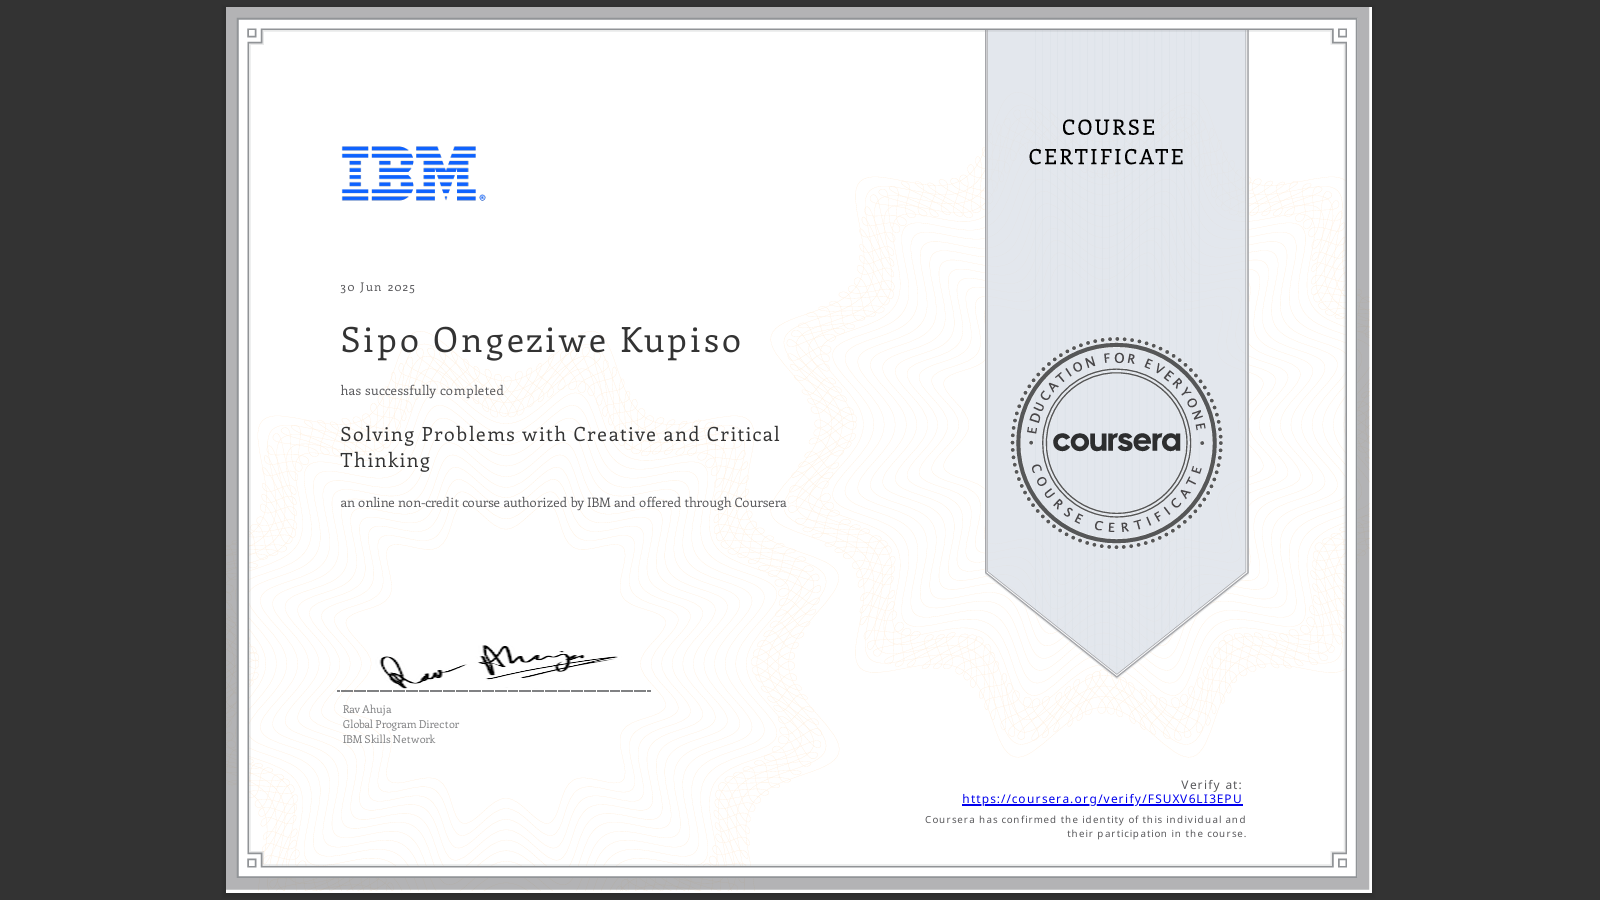 COURSE
CERTIFICATE
IBM®
30 Jun 2025
Sipo Ongeziwe Kupiso
has successfully completed
Solving Problems with Creative and Critical
Thinking
an online non-credit course authorized by IBM and offered through Coursera
EDUCATION FOR EVERYONE
coursera
COURSE CERTIFICATE
Rav Ahuja
Rav Ahuja
Global Program Director
IBM Skills Network
Verify at:
https://coursera.org/verify/FSUXV6LI3EPU
Coursera has confirmed the identity of this individual and
their participation in the course.